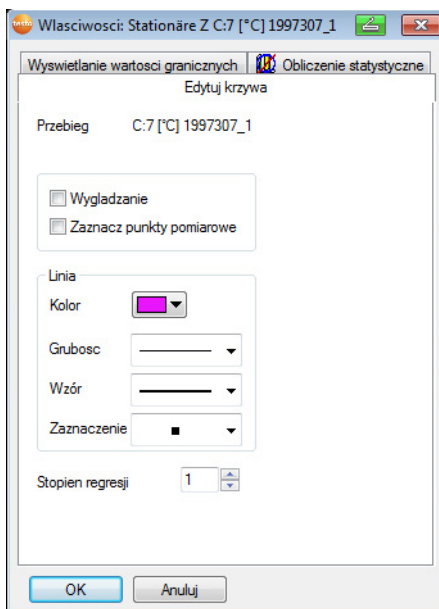 testo Wlasciwosci: Stationäre Z C:7 [°C] 1997307_1
Wyswietlanie wartosci granicznych Obliczenie statystyczne
Edytuj krzywa
Przebieg C:7 [°C] 1997307_1
Wygladzanie
Zaznacz punkty pomiarowe
Linia
Kolor
Grubosc
Wzór
Zaznaczenie
Stopien regresji 1
OK Anuluj